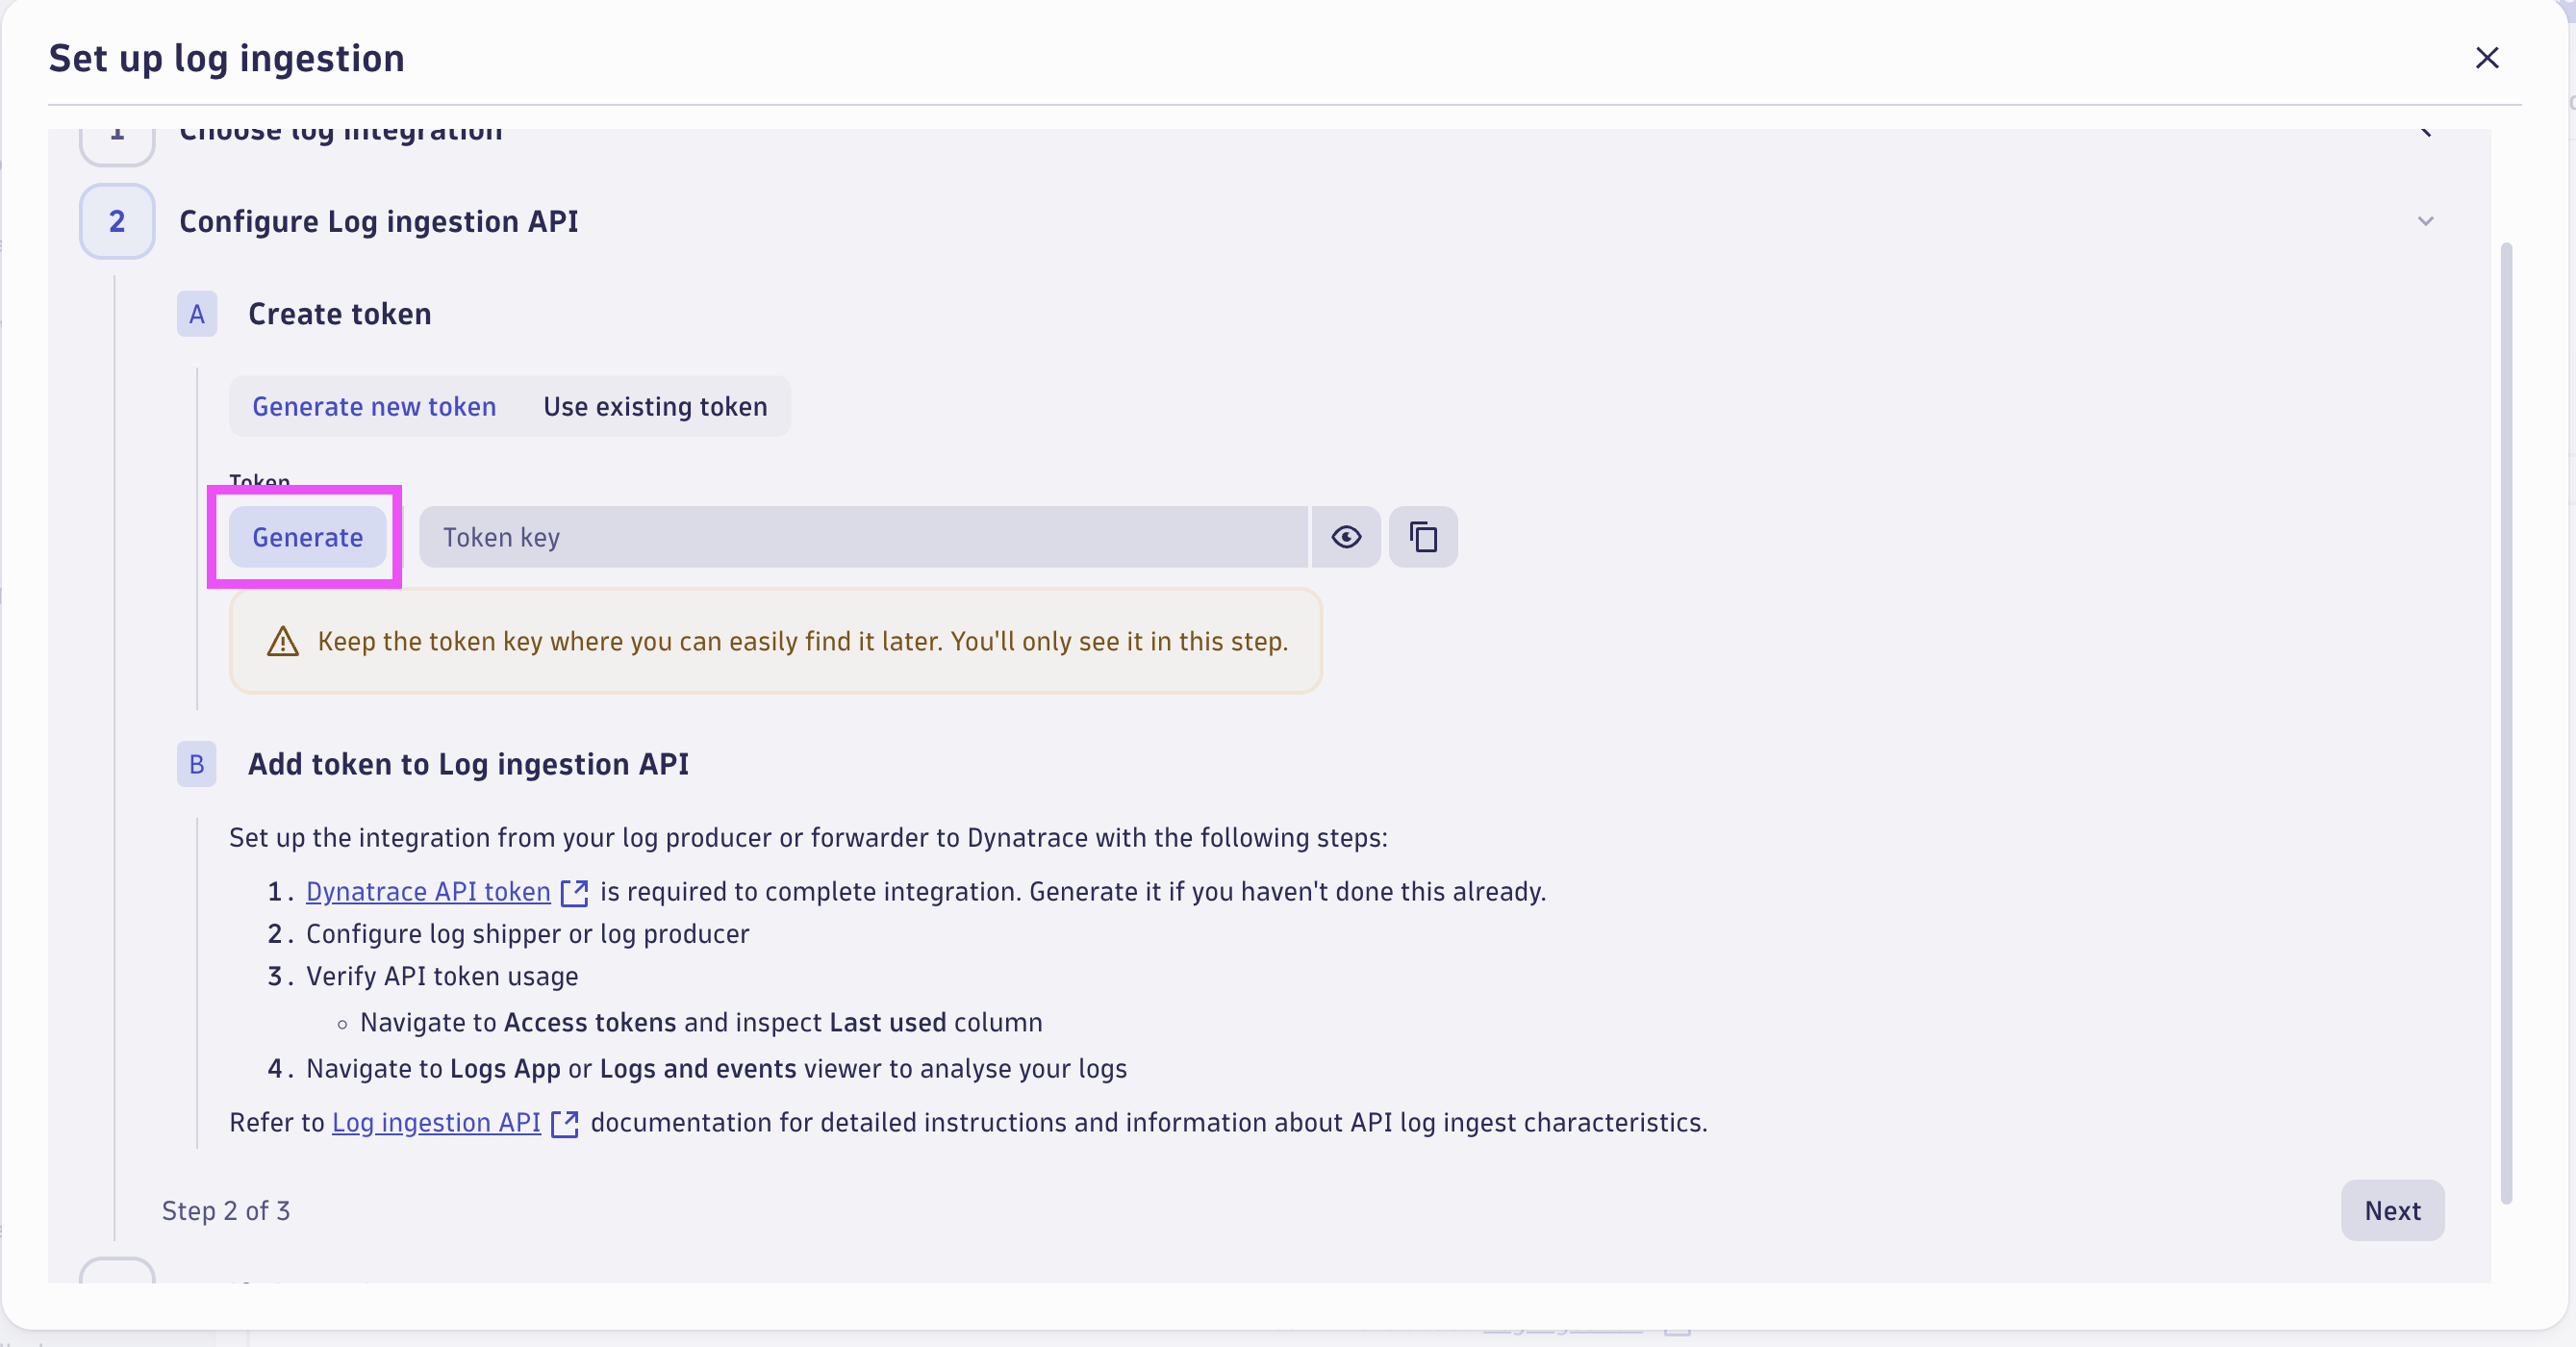 Set up log ingestion
1 Choose log integration
2 Configure Log ingestion API
A Create token
Generate new token Use existing token
Token
Generate Token key
Keep the token key where you can easily find it later. You'll only see it in this step.
B Add token to Log ingestion API
Set up the integration from your log producer or forwarder to Dynatrace with the following steps:
1. Dynatrace API token is required to complete integration. Generate it if you haven't done this already.
2. Configure log shipper or log producer
3. Verify API token usage
Navigate to Access tokens and inspect Last used column
4. Navigate to Logs App or Logs and events viewer to analyse your logs
Refer to Log ingestion API documentation for detailed instructions and information about API log ingest characteristics.
Step 2 of 3 Next